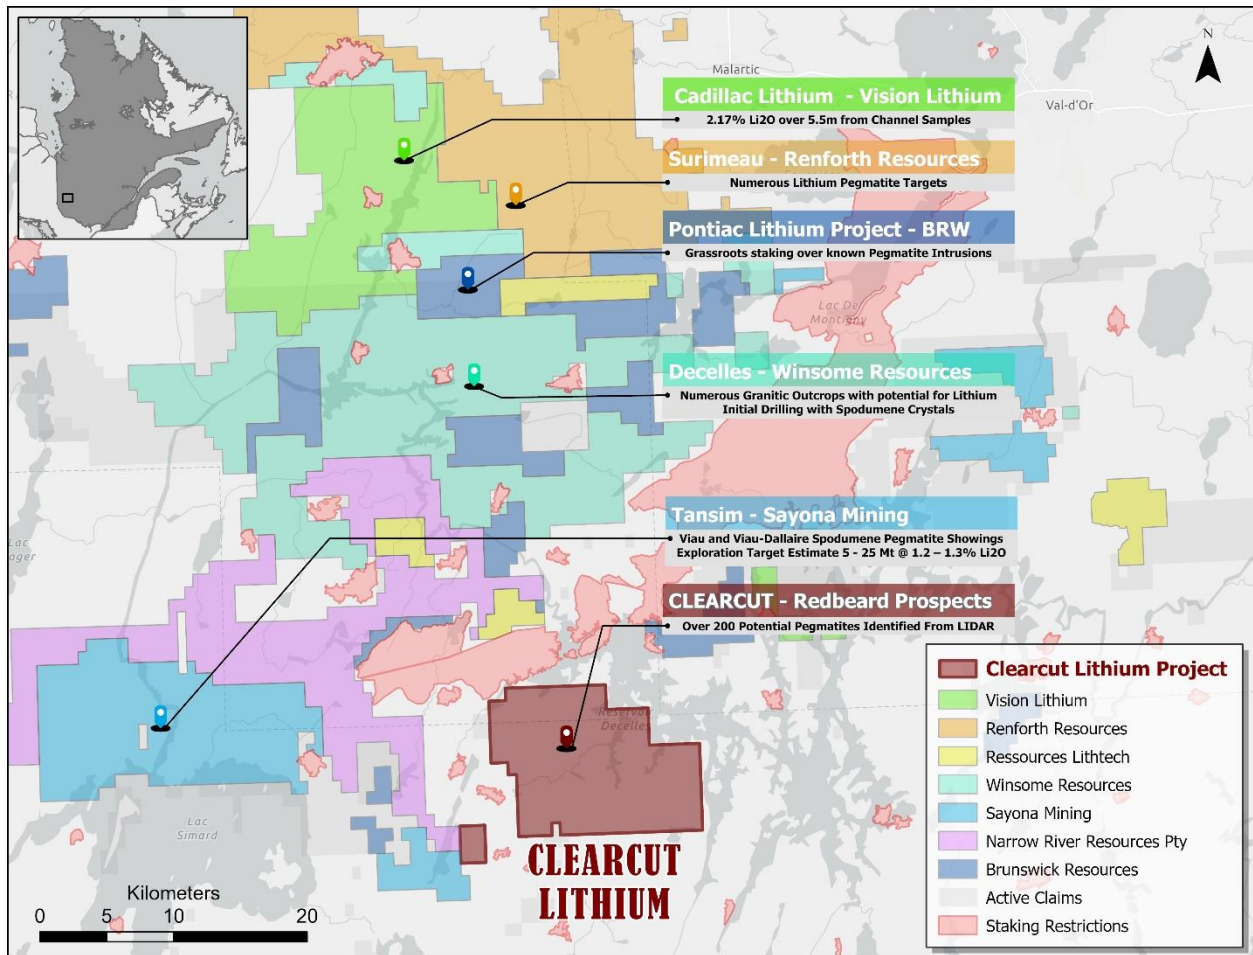 N
Malartic
Val-d'Or
Cadillac Lithium - Vision Lithium
2.17% Li2O over 5.5m from Channel Samples
Surimeau - Renforth Resources
Numerous Lithium Pegmatite Targets
Pontiac Lithium Project - BRW
Grassroots staking over known Pegmatite Intrusions
Lac De
Montigny
Decelles - Winsome Resources
Numerous Granitic Outcrops with potential for Lithium
Initial Drilling with Spodumene Crystals
Tansim - Sayona Mining
Viau and Viau-Dallaire Spodumene Pegmatite Showings
Exploration Target Estimate 5 - 25 Mt @ 1.2 – 1.3% Li2O
Lac
CLEARCUT - Redbeard Prospects
Over 200 Potential Pegmatites Identified From LIDAR
Decelles
Lac
Simard
CLEARCUT
LITHIUM
Kilometers
0 5 10 20
Clearcut Lithium Project
Vision Lithium
Renforth Resources
Ressources Lithtech
Winsome Resources
Sayona Mining
Narrow River Resources Pty
Brunswick Resources
Active Claims
Staking Restrictions